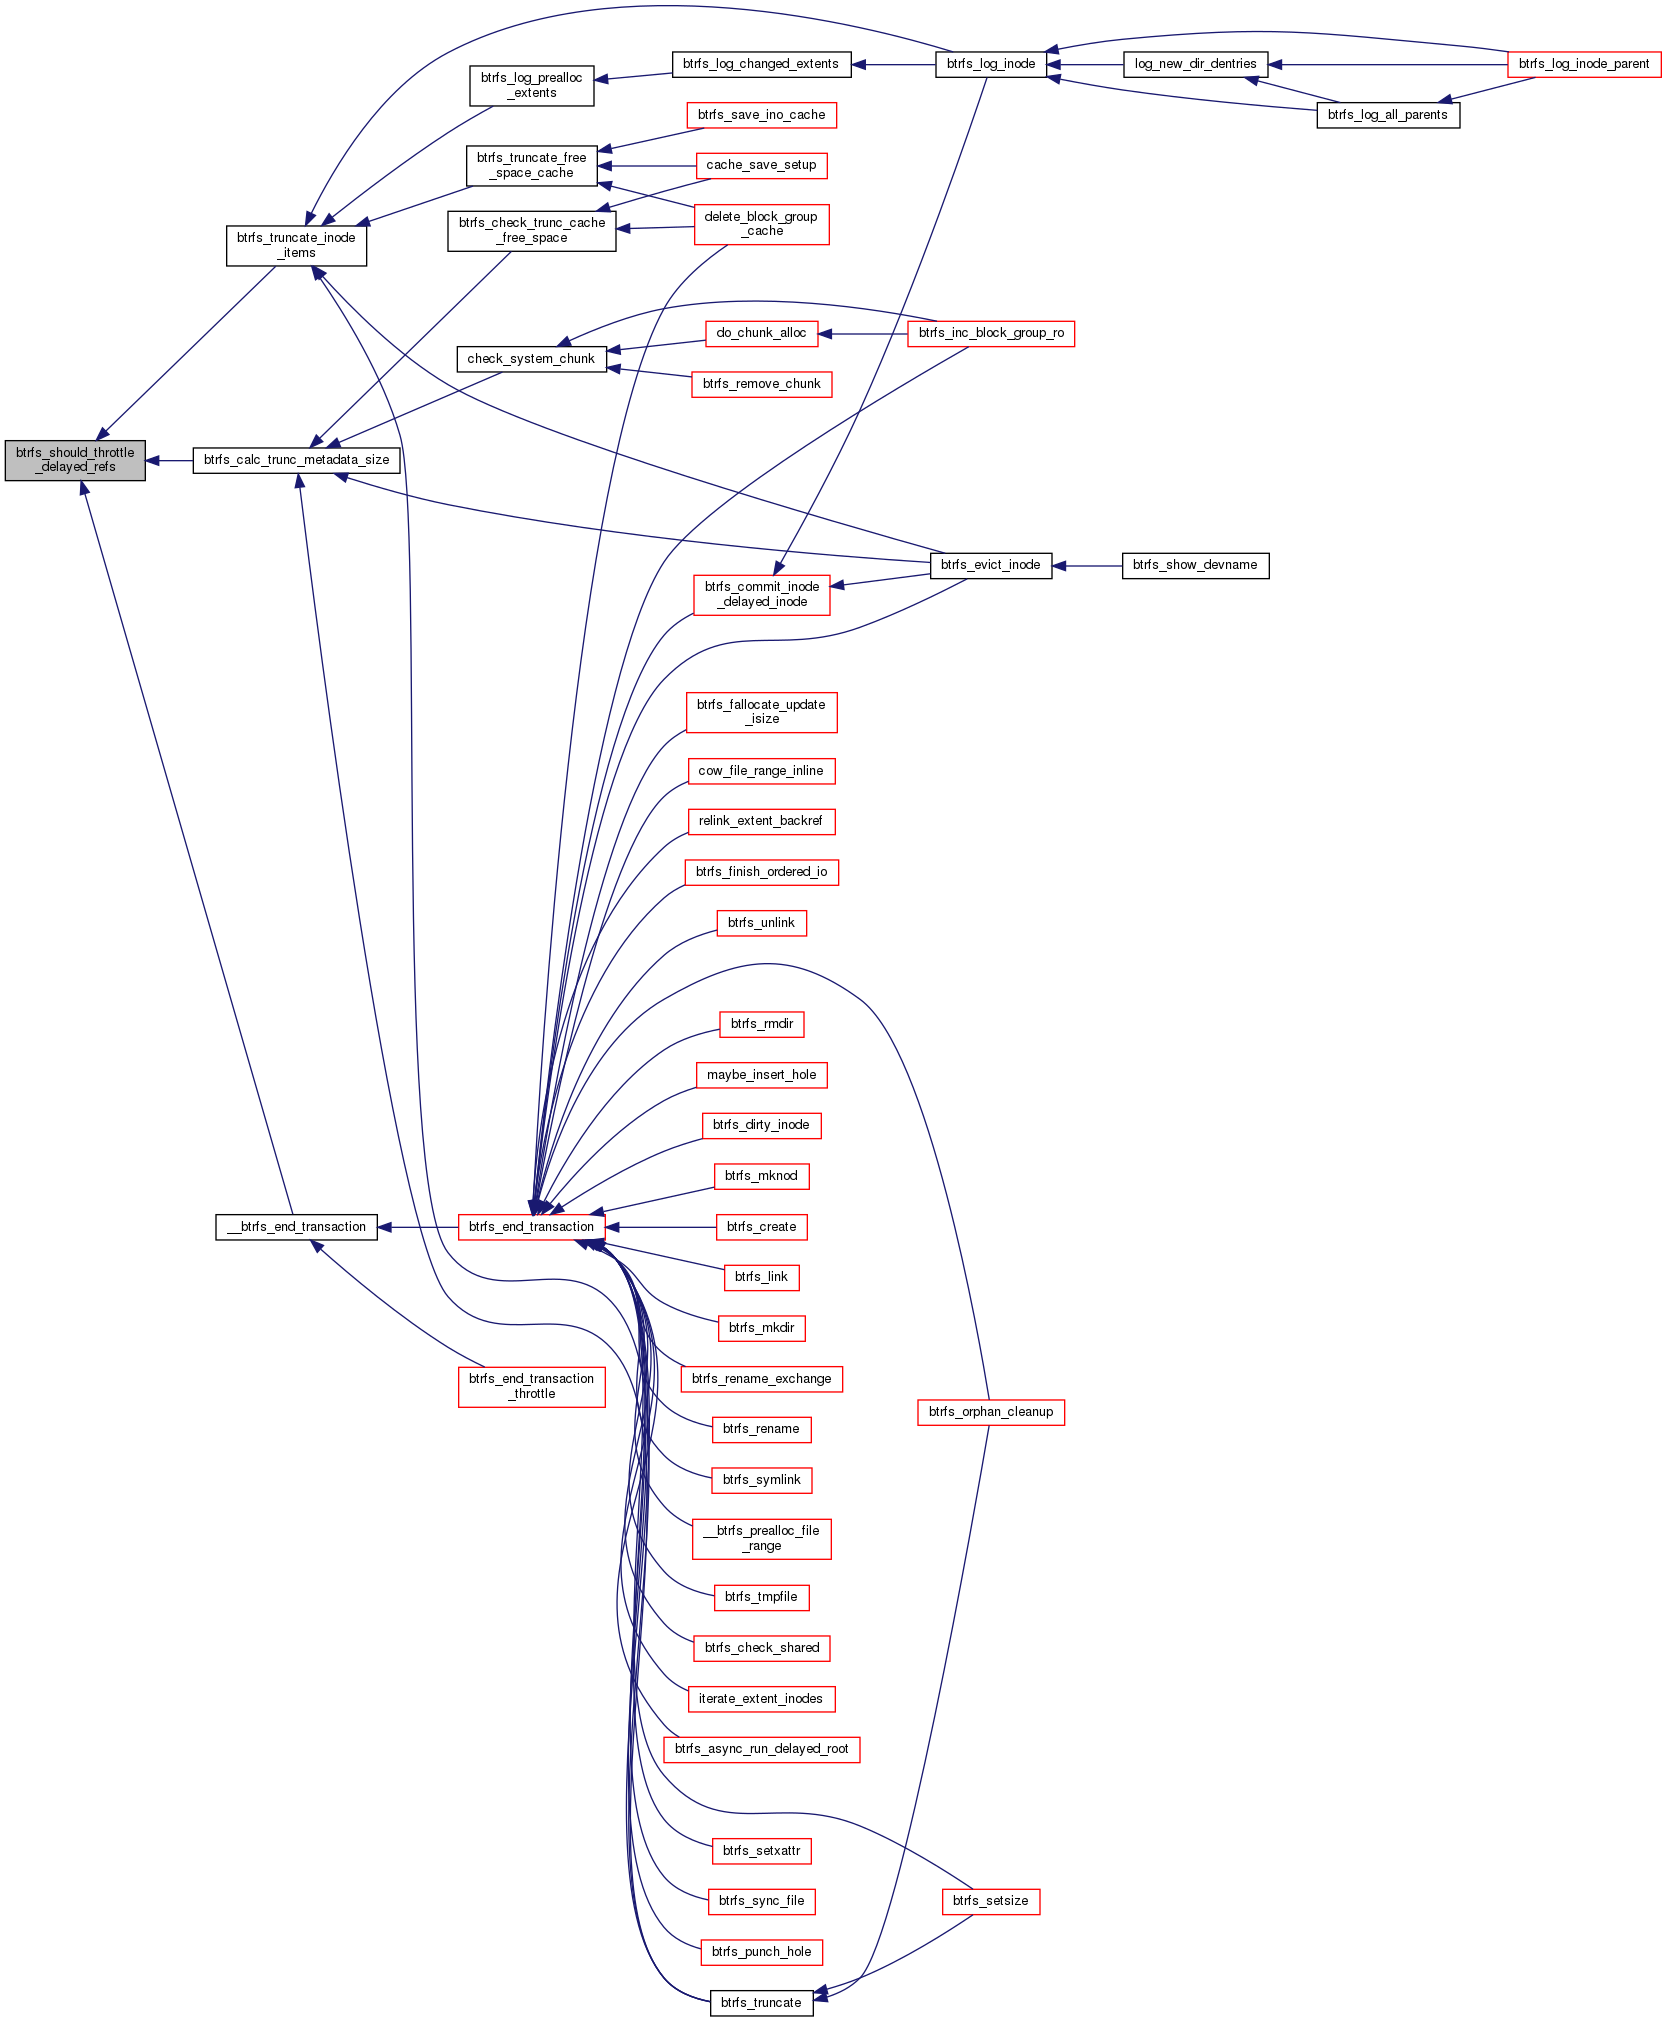 btrfs_should_throttle
_delayed_refs
btrfs_truncate_inode
_items
btrfs_calc_trunc_metadata_size
__btrfs_end_transaction
btrfs_log_prealloc
_extents
btrfs_truncate_free
_space_cache
btrfs_check_trunc_cache
_free_space
check_system_chunk
btrfs_end_transaction
btrfs_end_transaction
_throttle
btrfs_log_changed_extents
btrfs_save_ino_cache
cache_save_setup
delete_block_group
_cache
do_chunk_alloc
btrfs_remove_chunk
btrfs_commit_inode
_delayed_inode
btrfs_fallocate_update
_isize
cow_file_range_inline
relink_extent_backref
btrfs_finish_ordered_io
btrfs_unlink
btrfs_rmdir
maybe_insert_hole
btrfs_dirty_inode
btrfs_mknod
btrfs_create
btrfs_link
btrfs_mkdir
btrfs_rename_exchange
btrfs_rename
btrfs_symlink
__btrfs_prealloc_file
_range
btrfs_tmpfile
btrfs_check_shared
iterate_extent_inodes
btrfs_async_run_delayed_root
btrfs_setxattr
btrfs_sync_file
btrfs_punch_hole
btrfs_truncate
btrfs_log_inode
btrfs_inc_block_group_ro
btrfs_evict_inode
btrfs_orphan_cleanup
btrfs_setsize
log_new_dir_dentries
btrfs_show_devname
btrfs_log_all_parents
btrfs_log_inode_parent